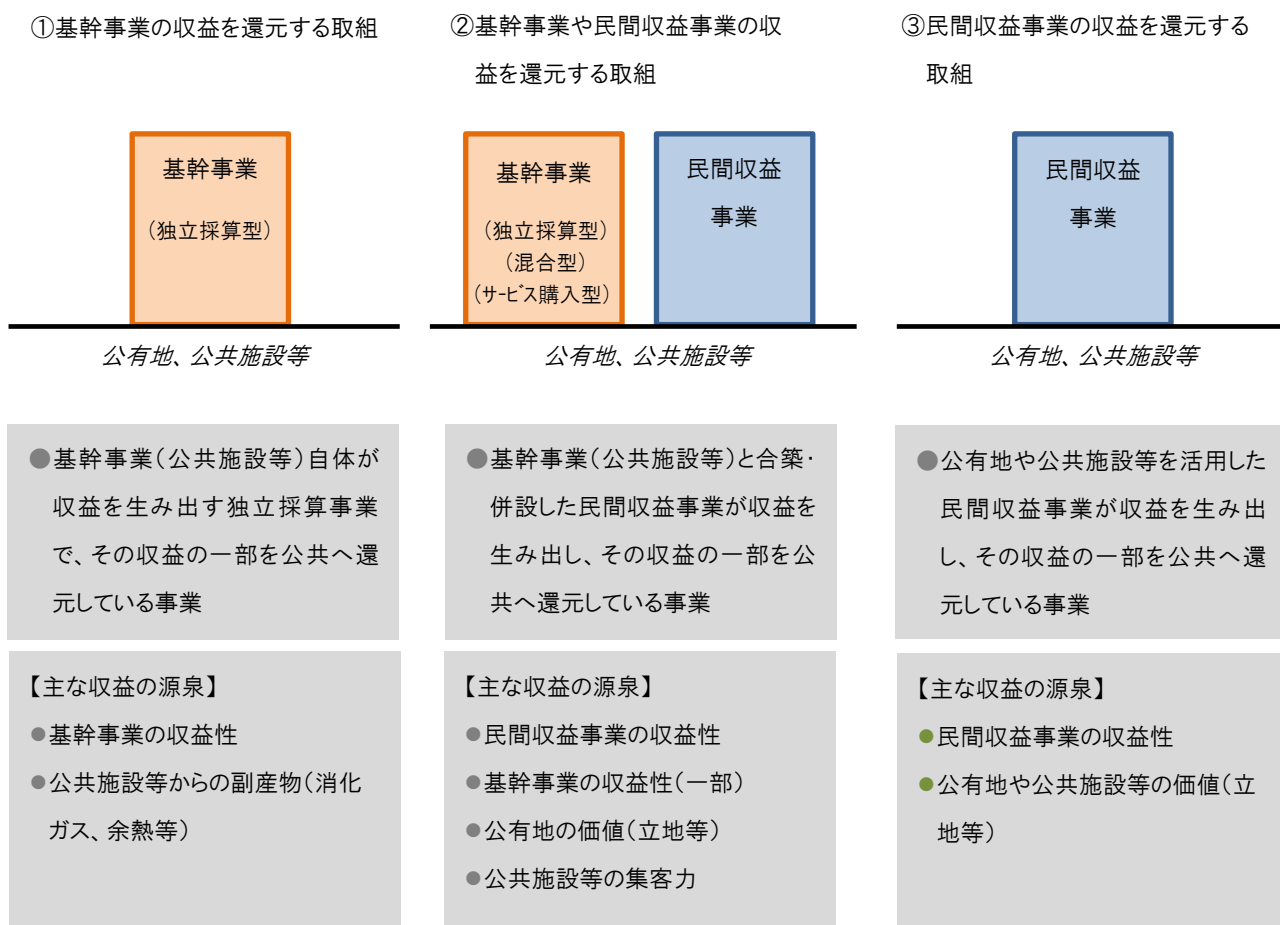 ①基幹事業の収益を還元する取組
②基幹事業や民間収益事業の収
益を還元する取組
③民間収益事業の収益を還元する
取組
基幹事業
(独立採算型)
基幹事業
(独立採算型)
(混合型)
(サービス購入型)
民間収益
事業
民間収益
事業
公有地、公共施設等
公有地、公共施設等
公有地、公共施設等
●基幹事業(公共施設等)自体が
収益を生み出す独立採算事業
で、その収益の一部を公共へ還
元している事業
●基幹事業(公共施設等)と合築・
併設した民間収益事業が収益を
生み出し、その収益の一部を公
共へ還元している事業
●公有地や公共施設等を活用した
民間収益事業が収益を生み出
し、その収益の一部を公共へ還
元している事業
【主な収益の源泉】
●基幹事業の収益性
●公共施設等からの副産物(消化
ガス、余熱等)
【主な収益の源泉】
●民間収益事業の収益性
●基幹事業の収益性(一部)
●公有地の価値(立地等)
●公共施設等の集客力
【主な収益の源泉】
●民間収益事業の収益性
●公有地や公共施設等の価値(立
地等)